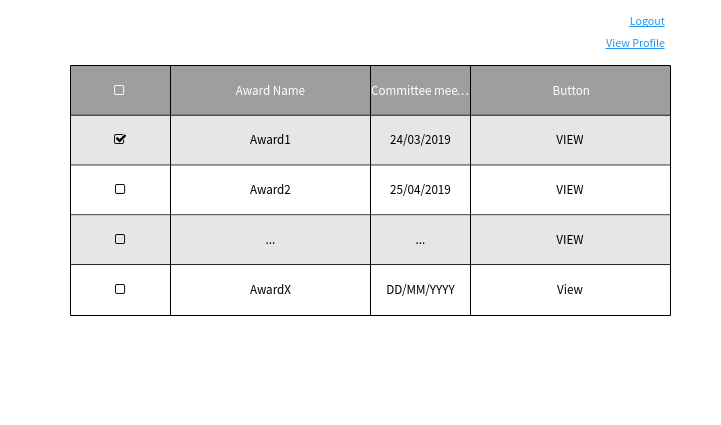 Logout
View Profile
Award Name Committee mee... Button
Award1 24/03/2019 VIEW
Award2 25/04/2019 VIEW
... ... VIEW
AwardX DD/MM/YYYY View